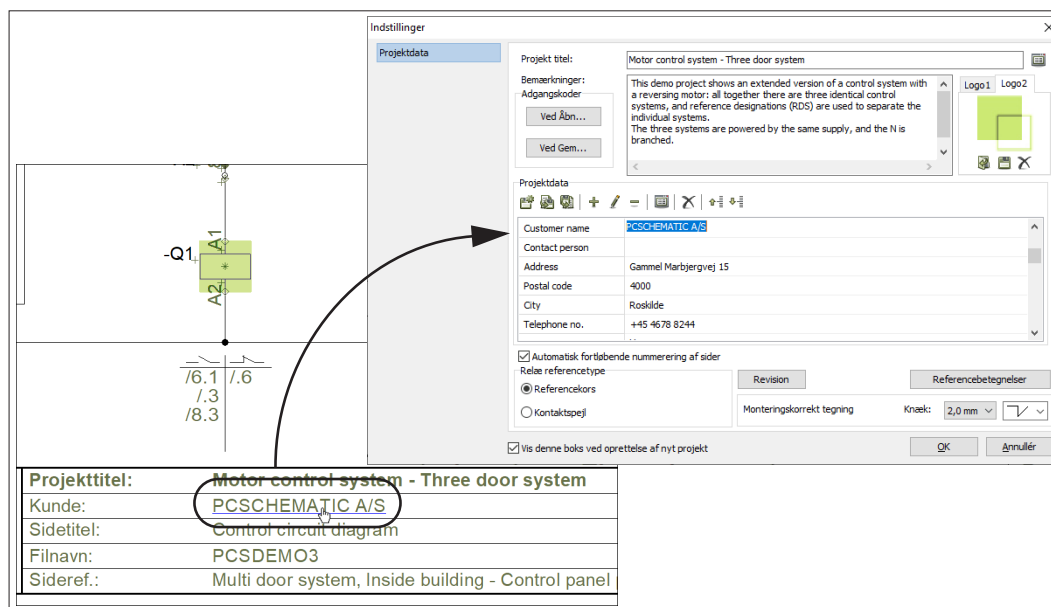 Indstillinger
Projektdata
Projekt titel:
Motor control system - Three door system
Bemærkninger:
This demo project shows an extended version of a control system with
a reversing motor: all together there are three identical control
systems, and reference designations (RDS) are used to separate the
individual systems.
The three systems are powered by the same supply, and the N is
branched.
Logo1
Logo2
Adgangskoder
Ved Åbn...
Ved Gem...
Projektdata
Customer name
PCSCHEMATIC A/S
Contact person
Address
Gammel Marbjergvej 15
Postal code
4000
City
Roskilde
Telephone no.
+45 4678 8244
Automatisk fortløbende nummerering af sider
Relæ referencetype
Referencekors
Kontaktspejl
Revision
Referencebetegnelser
Monteringskorrekt tegning
Knæk:
2,0 mm
Vis denne boks ved oprettelse af nyt projekt
OK
Annullér
A1
-Q1
A2
/6.1
/.6
/.3
/8.3
Projekttitel:
Motor control system - Three door system
Kunde:
PCSCHEMATIC A/S
Sidetitel:
Control circuit diagram
Filnavn:
PCSDEMO3
Sideref.:
Multi door system, Inside building - Control panel